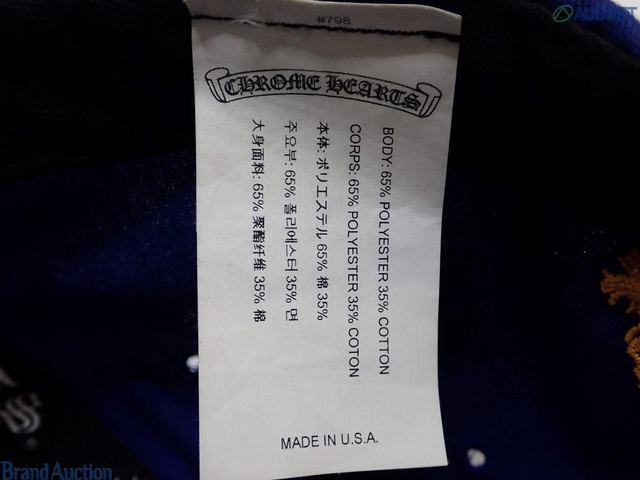 #798
AUCNET
CHROME HEARTS
BODY: 65% POLYESTER 35% COTTON
CORPS: 65% POLYESTER 35% COTON
本体: ポリエステル 65% 棉 35%
주요부: 65% 폴리에스터 35% 면
大身面料: 65% 聚酯纤维 35% 棉
MADE IN U.S.A.
Brand Auction